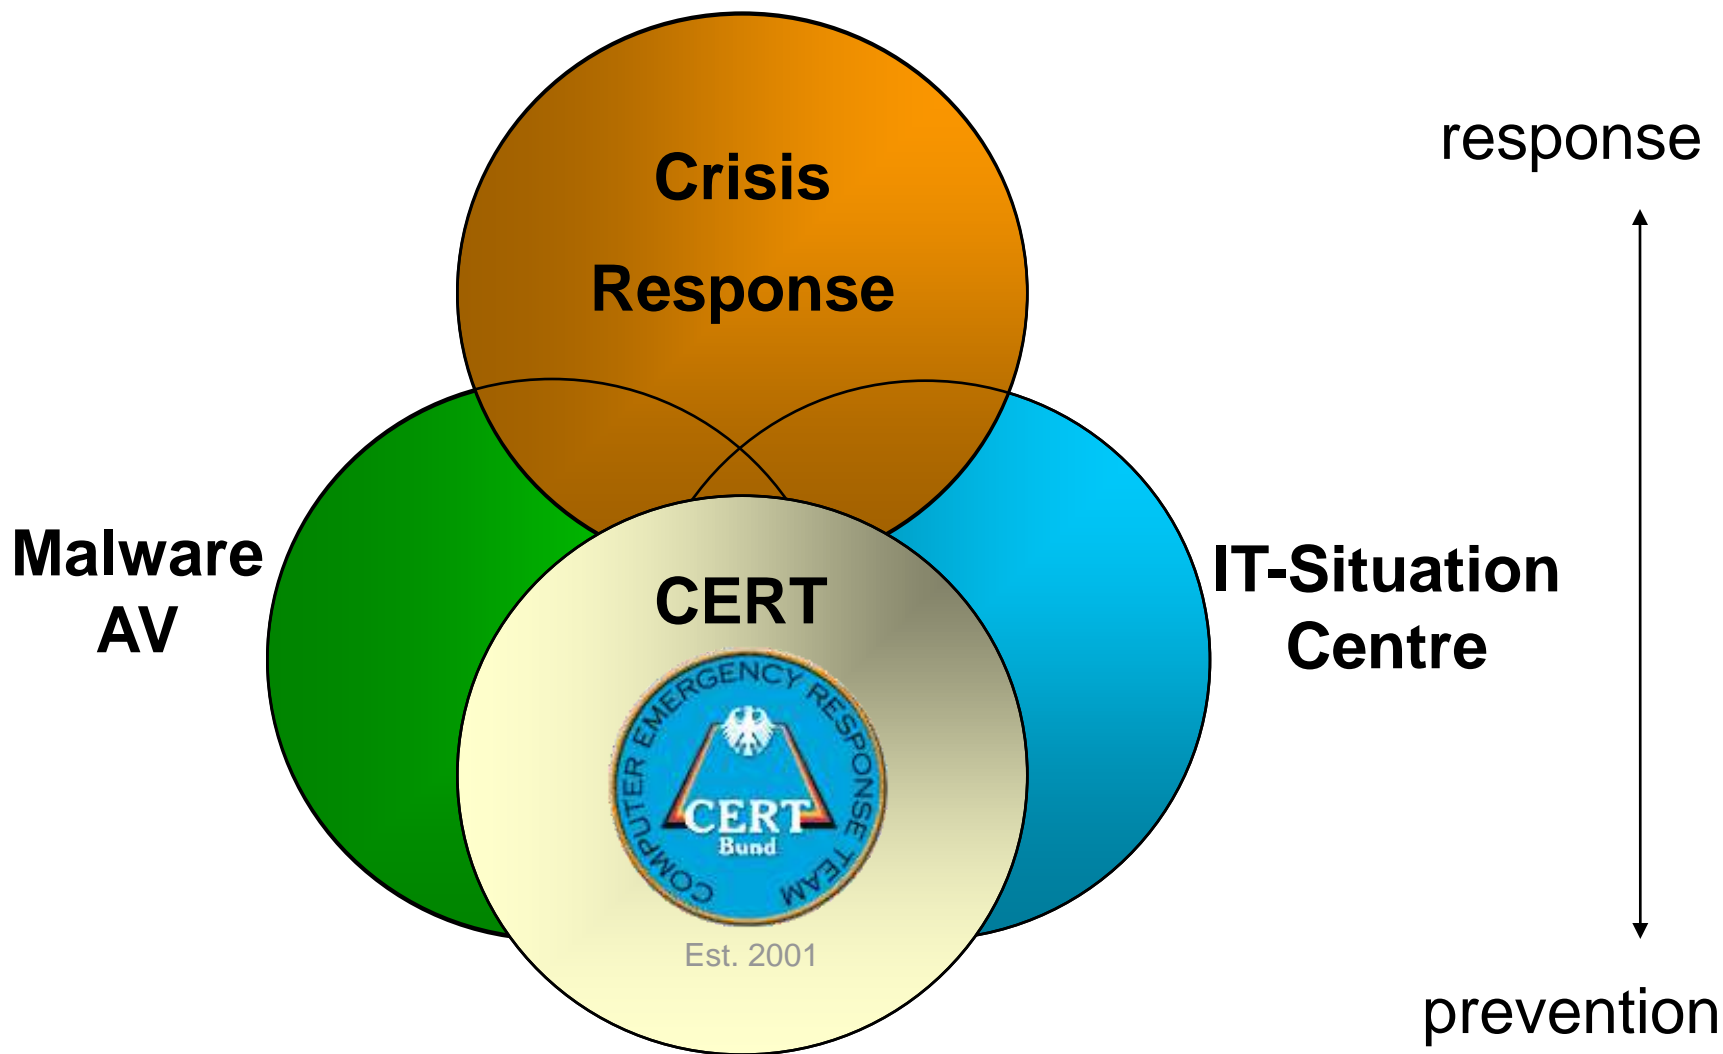 Crisis
Response
response
Malware
AV
IT-Situation
Centre
CERT
COMPUTER EMERGENCY RESPONSE TEAM
CERT
Bund
Est. 2001
prevention